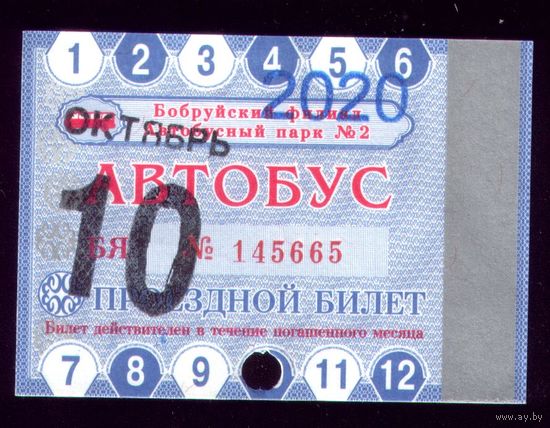 1 2 3 4 5 6
2020
Бобруйский филиал
Автобусный парк №2
ОКТЯБРЬ
АВТОБУС
10
БЯ № 145665
ПРОЕЗДНОЙ БИЛЕТ
Билет действителен в течение погашенного месяца
7 8 9 11 12
www.ay.by